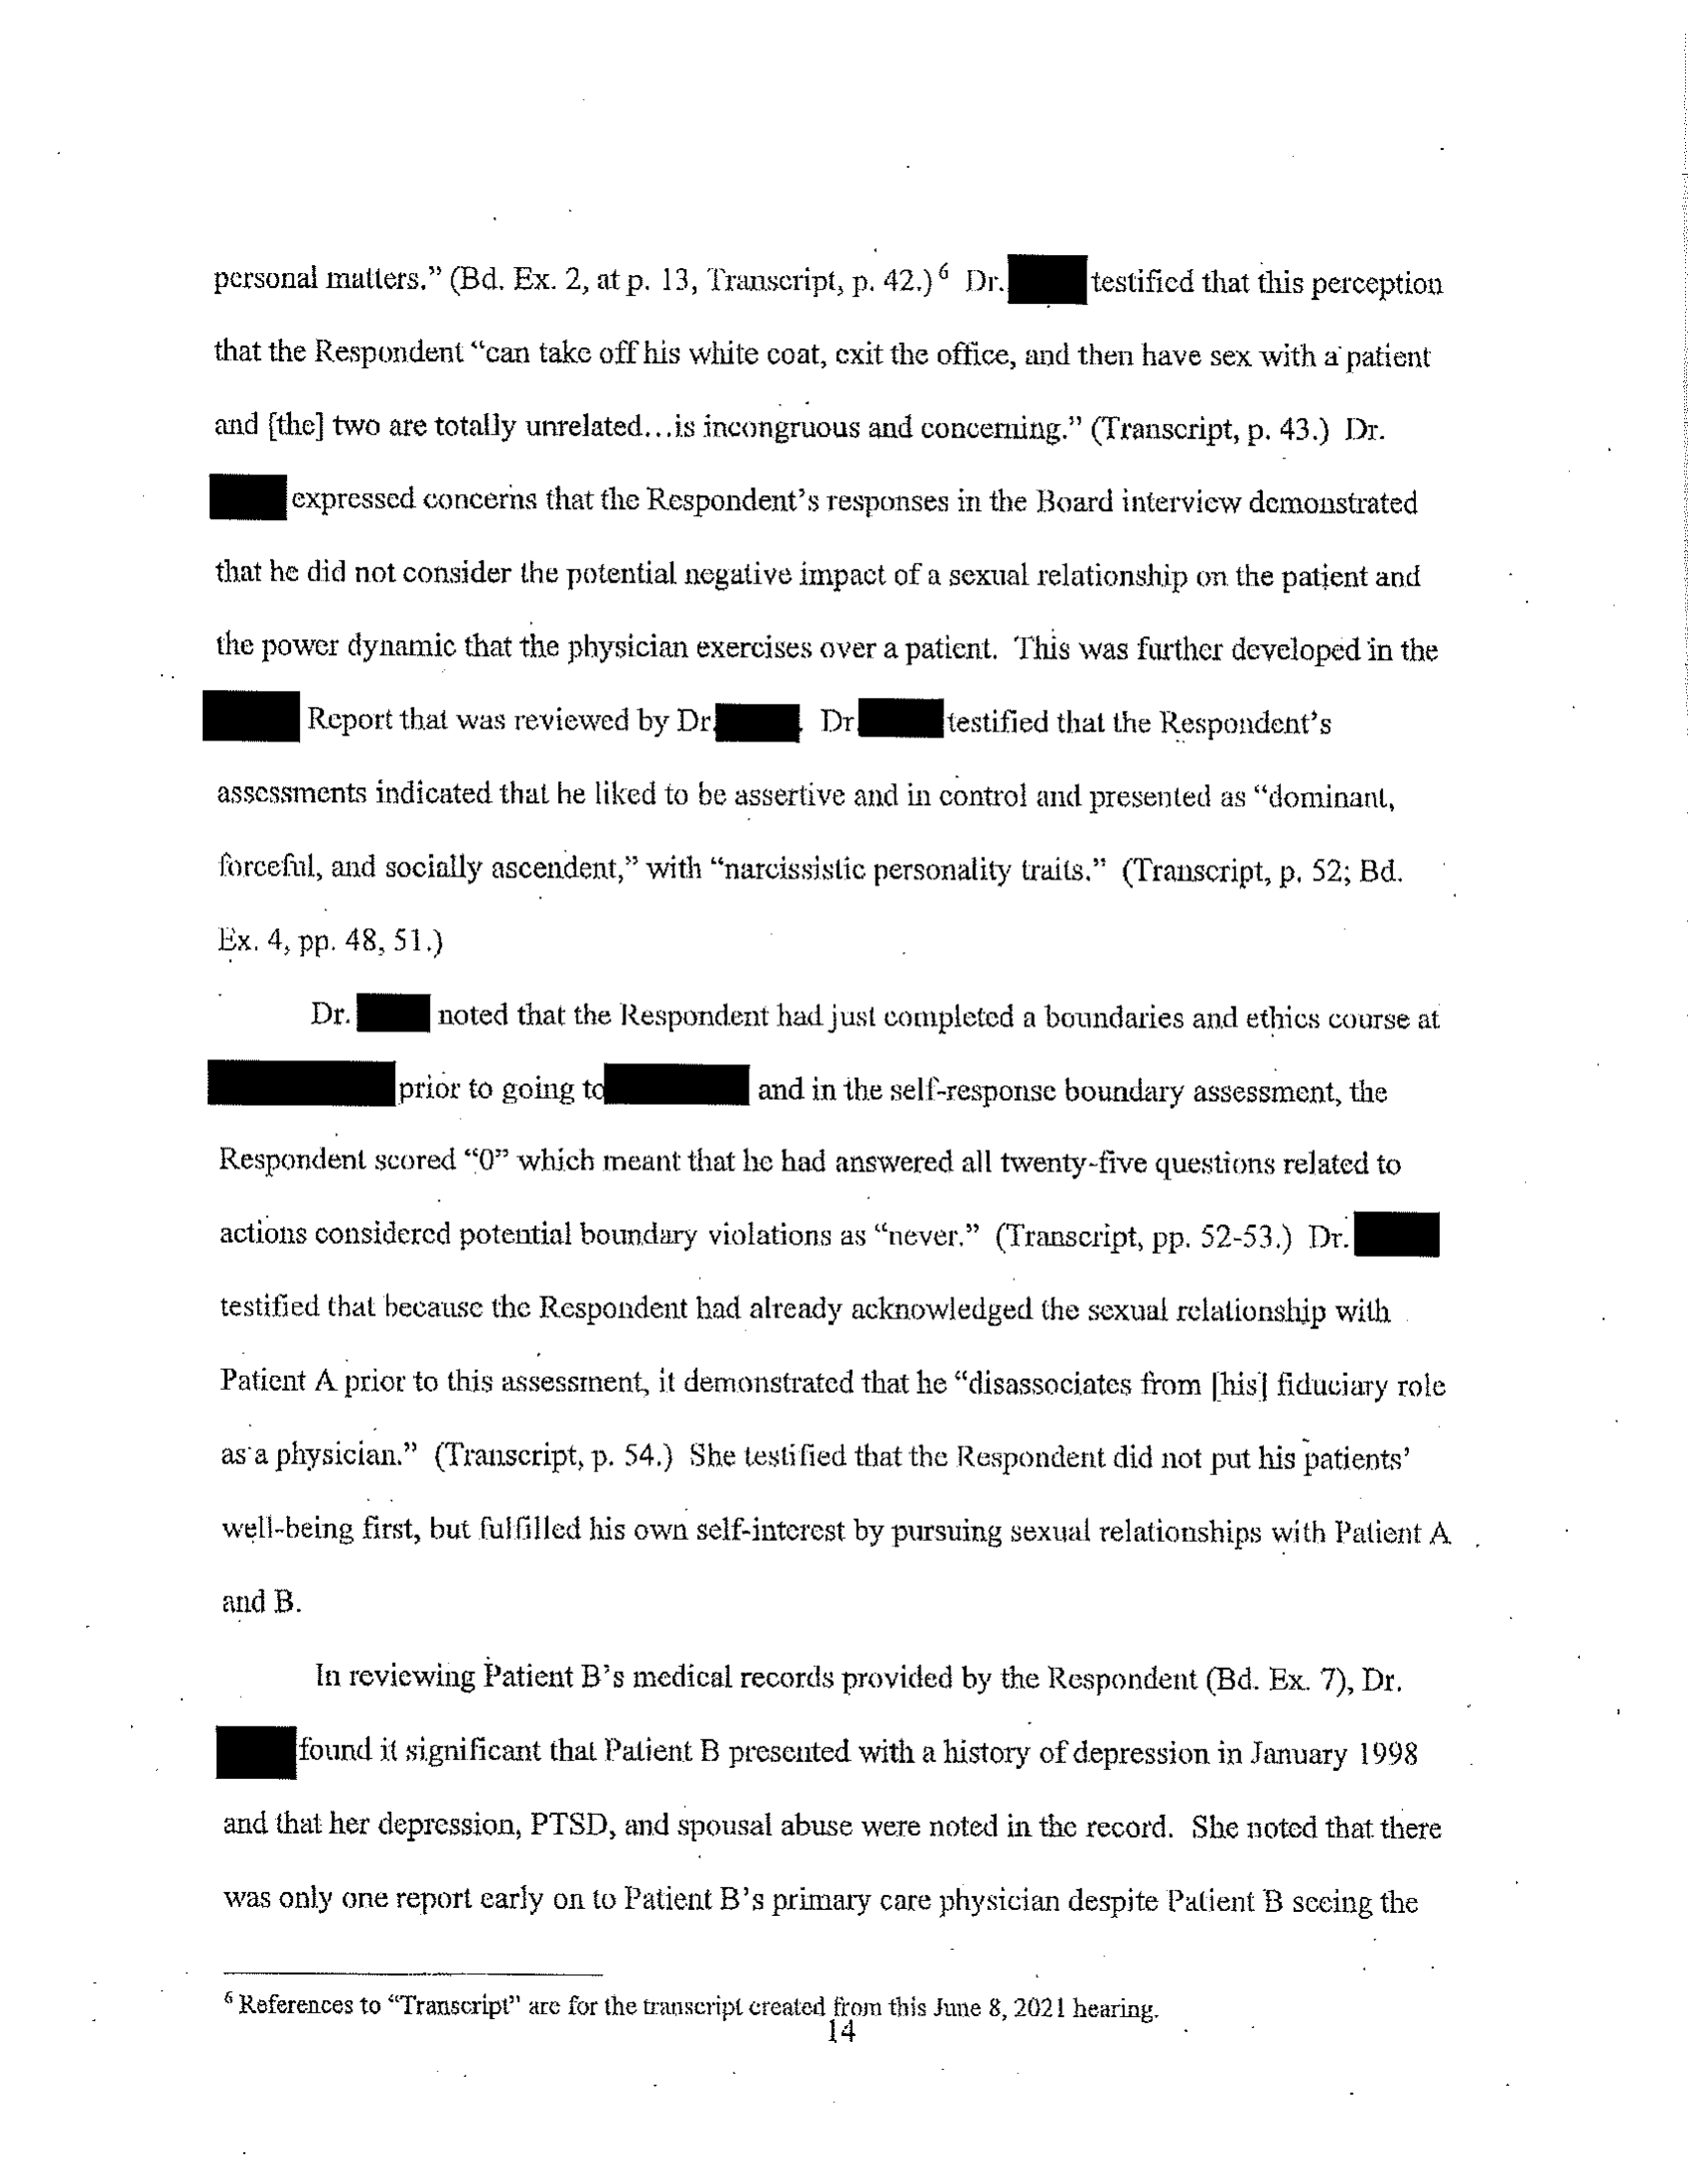 personal matters.” (Bd. Ex. 2, at p. 13, Transcript, p. 42.)⁶ Dr. testified that this perception
that the Respondent “can take off his white coat, exit the office, and then have sex with a patient
and [the] two are totally unrelated…is incongruous and concerning.” (Transcript, p. 43.) Dr.
expressed concerns that the Respondent’s responses in the Board interview demonstrated
that he did not consider the potential negative impact of a sexual relationship on the patient and
the power dynamic that the physician exercises over a patient. This was further developed in the
Report that was reviewed by Dr. Dr. testified that the Respondent’s
assessments indicated that he liked to be assertive and in control and presented as “dominant,
forceful, and socially ascendent,” with “narcissistic personality traits.” (Transcript, p. 52; Bd.
Ex. 4, pp. 48, 51.)
Dr. noted that the Respondent had just completed a boundaries and ethics course at
prior to going to and in the self-response boundary assessment, the
Respondent scored “0” which meant that he had answered all twenty-five questions related to
actions considered potential boundary violations as “never.” (Transcript, pp. 52-53.) Dr.
testified that because the Respondent had already acknowledged the sexual relationship with
Patient A prior to this assessment, it demonstrated that he “disassociates from [his] fiduciary role
as a physician.” (Transcript, p. 54.) She testified that the Respondent did not put his patients’
well-being first, but fulfilled his own self-interest by pursuing sexual relationships with Patient A
and B.
In reviewing Patient B’s medical records provided by the Respondent (Bd. Ex. 7), Dr.
found it significant that Patient B presented with a history of depression in January 1998
and that her depression, PTSD, and spousal abuse were noted in the record. She noted that there
was only one report early on to Patient B’s primary care physician despite Patient B seeing the
⁶ References to “Transcript” are for the transcript created from this June 8, 2021 hearing.
14